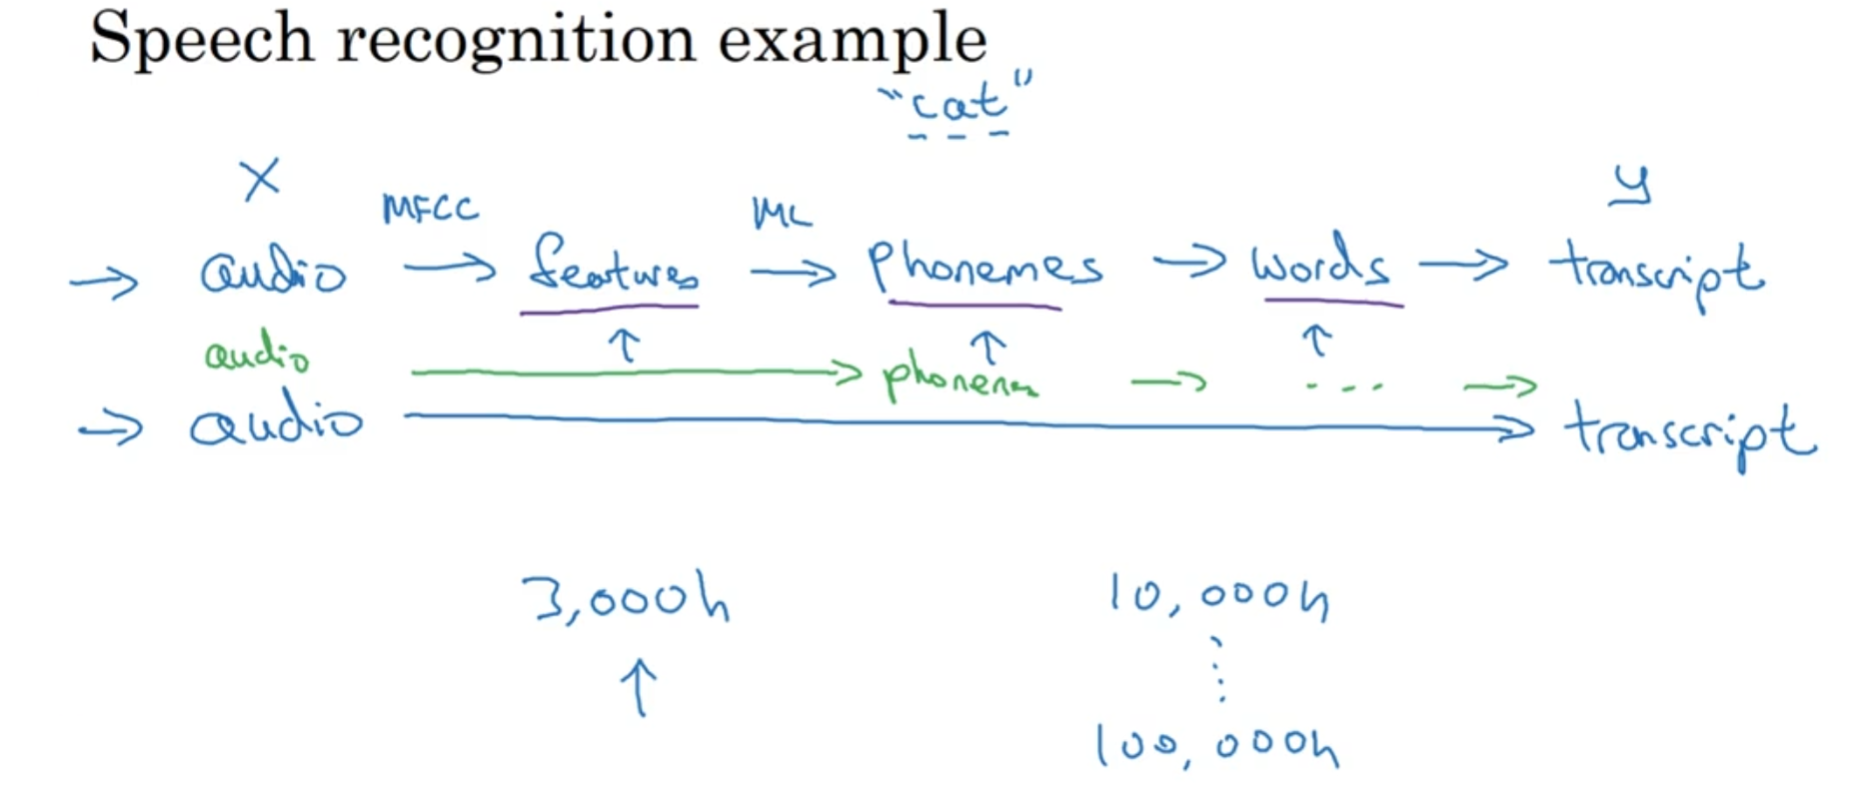 Speech recognition example
"cat"
X MFCC ML y
→ audio → features → phonemes → words → transcript
audio → phonemes → ... →
→ audio → transcript
3,000h 10,000h
100,000h